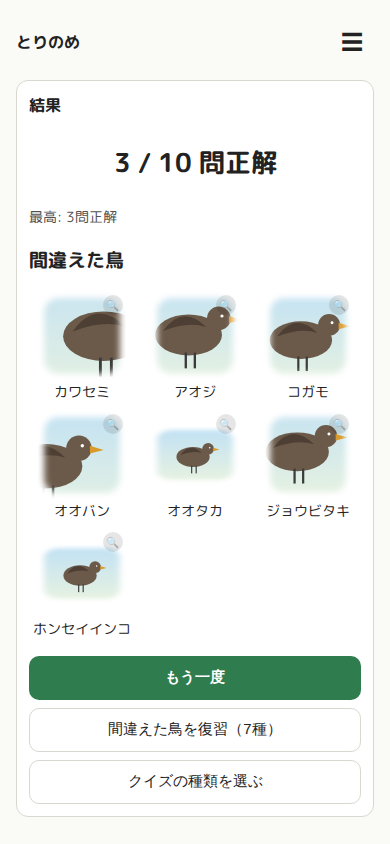 とりのめ
結果
3 / 10 問正解
最高: 3問正解
間違えた鳥
カワセミ
アオジ
コガモ
オオバン
オオタカ
ジョウビタキ
ホンセイインコ
もう一度
間違えた鳥を復習（7種）
クイズの種類を選ぶ